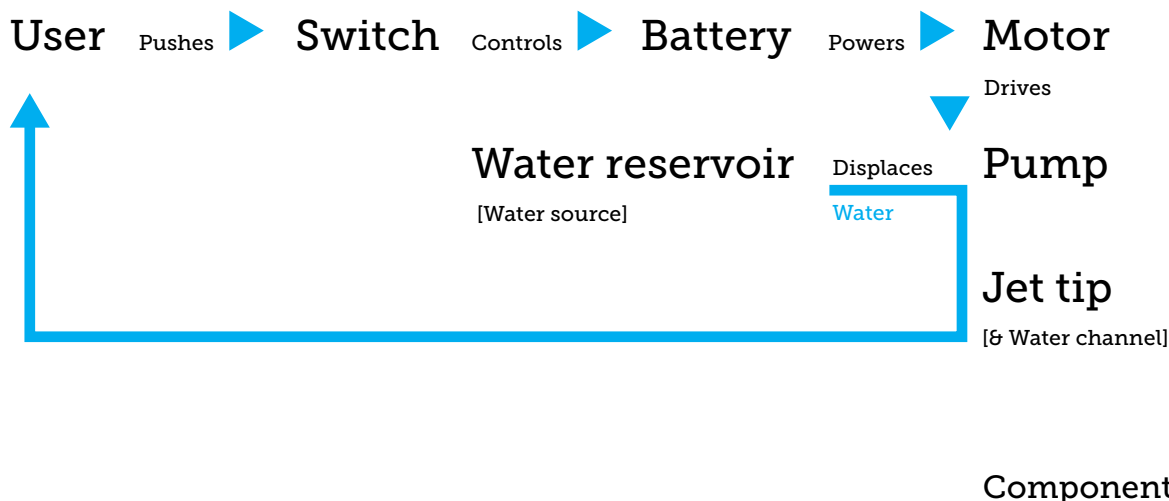 User Pushes Switch Controls Battery Powers Motor
Drives
Water reservoir Displaces Pump
[Water source] Water
Jet tip
[& Water channel]
Component